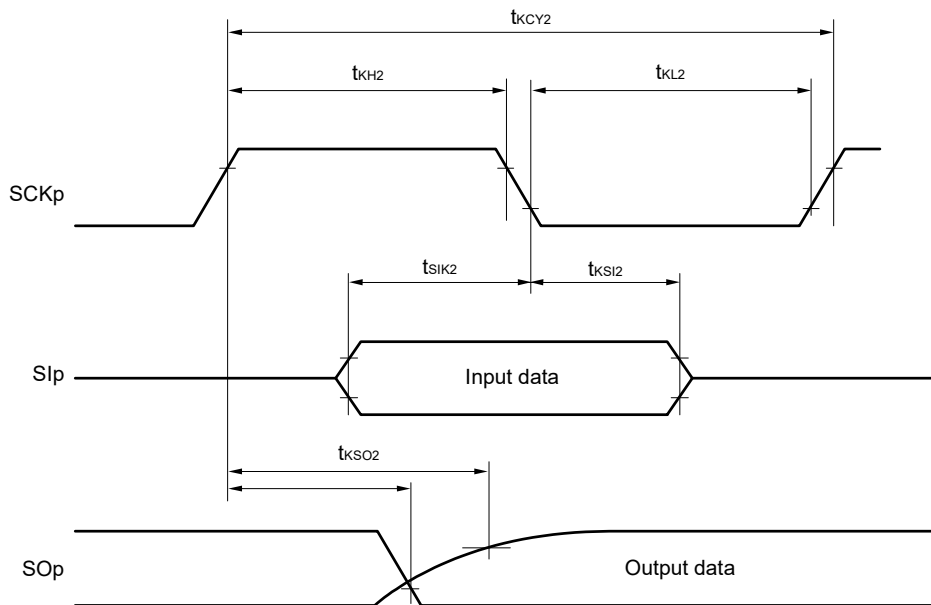 tKCY2
tKH2
tKL2
SCKp
tSIK2
tKSI2
SIp
Input data
tKSO2
SOp
Output data